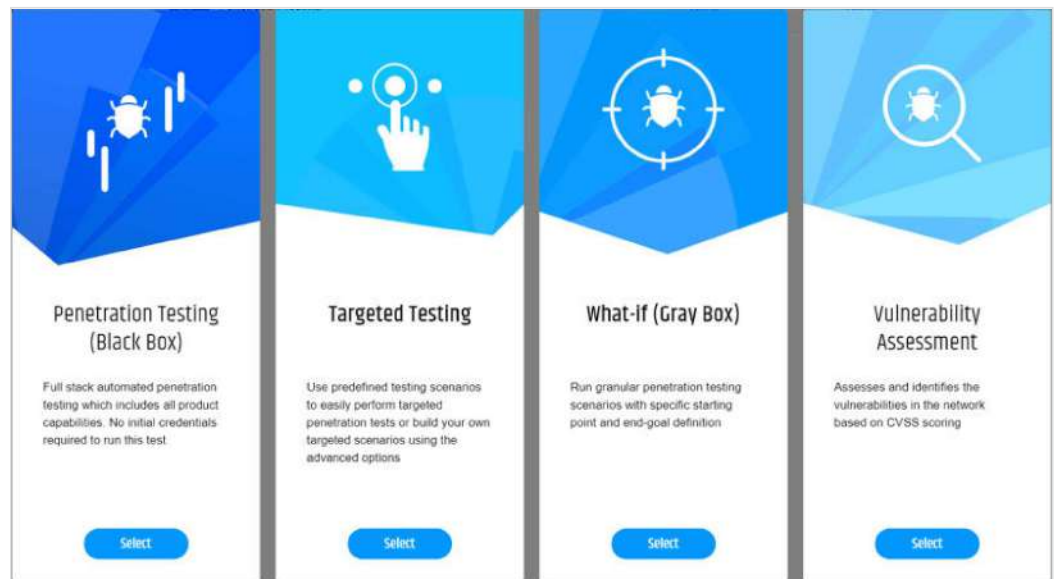 Penetration Testing
(Black Box)
Full stack automated penetration
testing which includes all product
capabilities. No initial credentials
required to run this test
Select
Targeted Testing
Use predefined testing scenarios
to easily perform targeted
penetration tests or build your own
targeted scenarios using the
advanced options
Select
What-if (Gray Box)
Run granular penetration testing
scenarios with specific starting
point and end-goal definition
Select
Vulnerability
Assessment
Assesses and identifies the
vulnerabilities in the network
based on CVSS scoring
Select